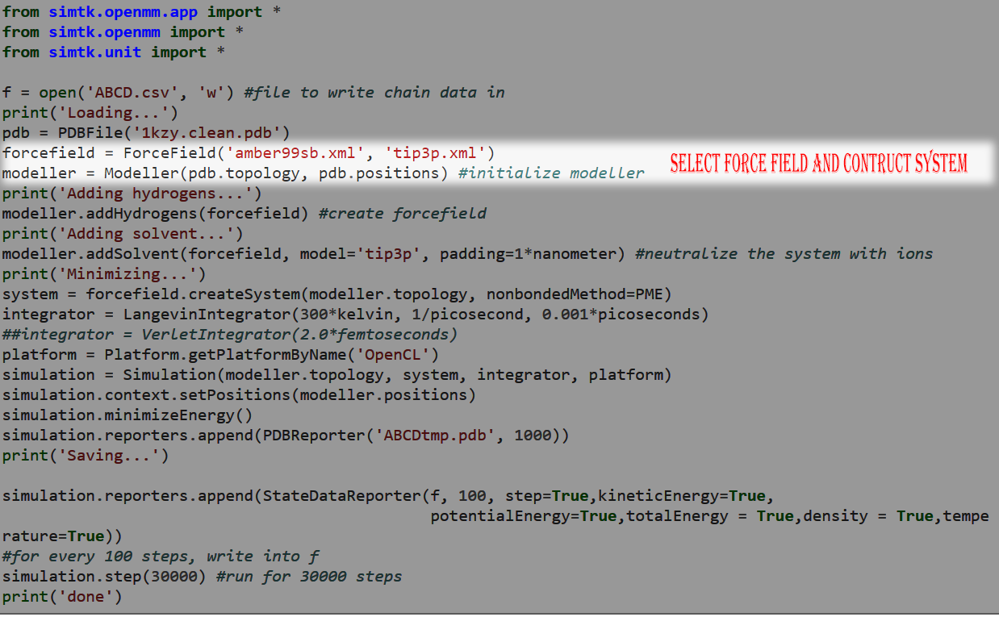 from simtk.openmm.app import *
from simtk.openmm import *
from simtk.unit import *
f = open('ABCD.csv', 'w') #file to write chain data in
print('Loading...')
pdb = PDBFile('1kzy.clean.pdb')
forcefield = ForceField('amber99sb.xml', 'tip3p.xml')
modeller = Modeller(pdb.topology, pdb.positions) #initialize modeller
SELECT FORCE FIELD AND CONTRUCT SYSTEM
print('Adding hydrogens...')
modeller.addHydrogens(forcefield) #create forcefield
print('Adding solvent...')
modeller.addSolvent(forcefield, model='tip3p', padding=1*nanometer) #neutralize the system with ions
print('Minimizing...')
system = forcefield.createSystem(modeller.topology, nonbondedMethod=PME)
integrator = LangevinIntegrator(300*kelvin, 1/picosecond, 0.001*picoseconds)
##integrator = VerletIntegrator(2.0*femtoseconds)
platform = Platform.getPlatformByName('OpenCL')
simulation = Simulation(modeller.topology, system, integrator, platform)
simulation.context.setPositions(modeller.positions)
simulation.minimizeEnergy()
simulation.reporters.append(PDBReporter('ABCDtmp.pdb', 1000))
print('Saving...')
simulation.reporters.append(StateDataReporter(f, 100, step=True,kineticEnergy=True,
potentialEnergy=True,totalEnergy = True,density = True,tempe
rature=True))
#for every 100 steps, write into f
simulation.step(30000) #run for 30000 steps
print('done')